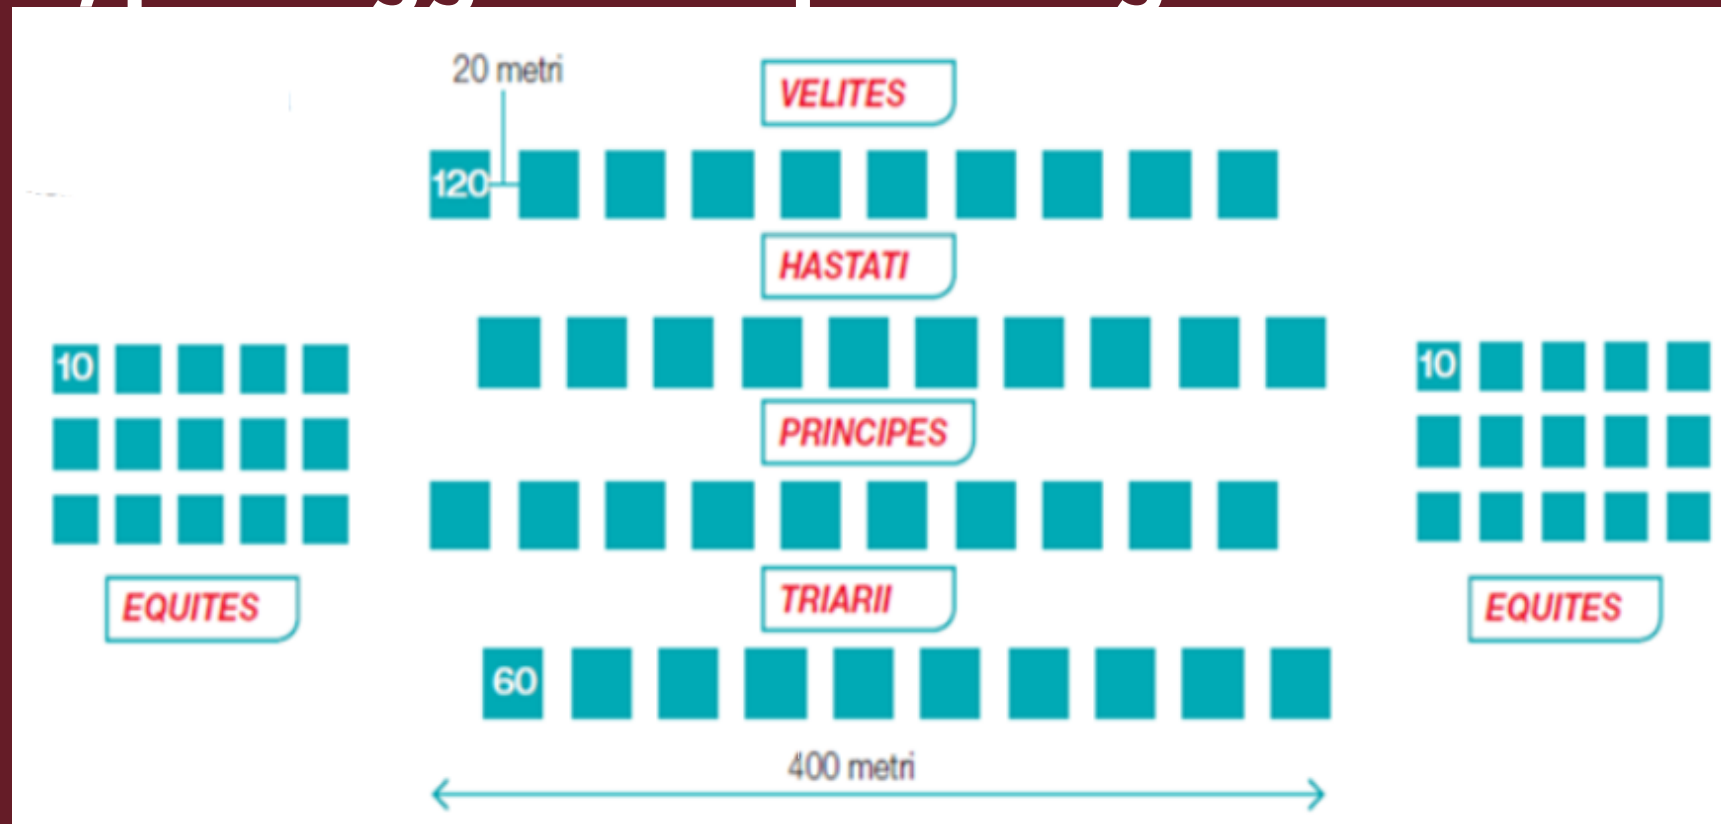 20 metri
VELITES
120
HASTATI
10
10
PRINCIPES
TRIARII
EQUITES
EQUITES
60
400 metri